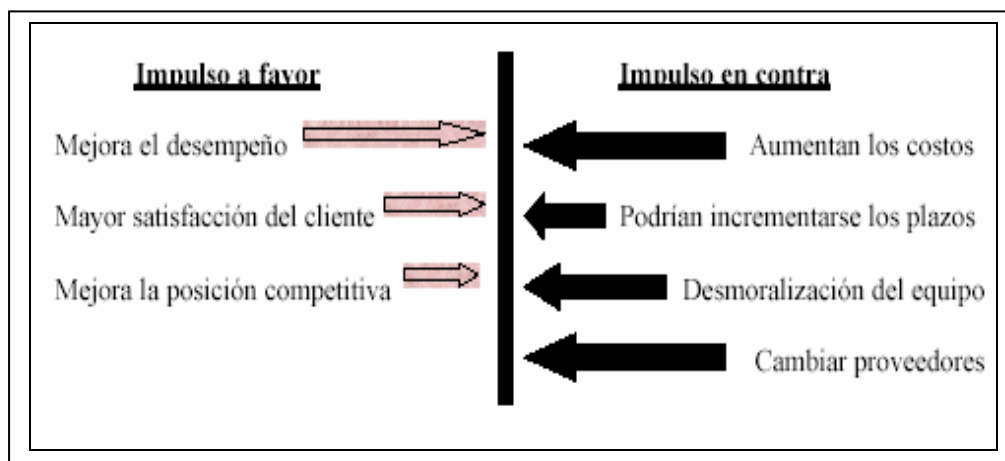 Impulso a favor
Impulso en contra
Mejora el desempeño
Aumentan los costos
Mayor satisfacción del cliente
Podrían incrementarse los plazos
Mejora la posición competitiva
Desmoralización del equipo
Cambiar proveedores